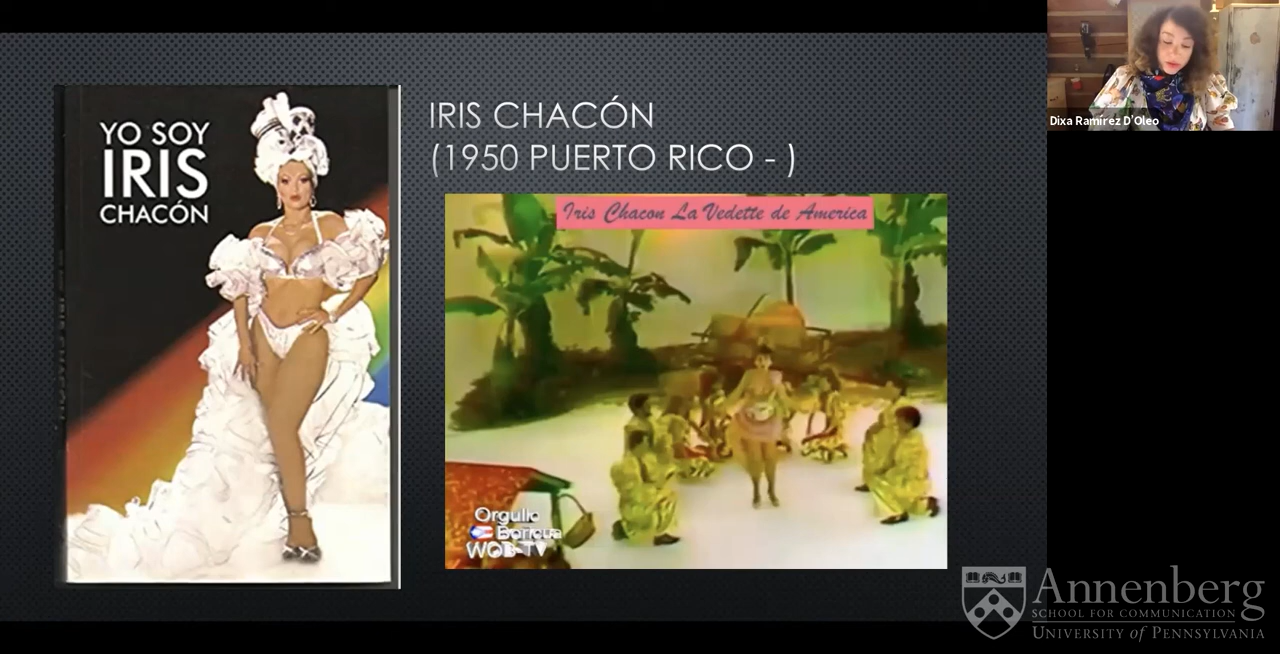 YO SOY
IRIS
CHACÓN
IRIS CHACÓN
(1950 PUERTO RICO - )
Iris Chacon La Vedette de America
Orgullo
Boricua
WOB-TV
Dixa Ramírez D'Oleo
Annenberg
SCHOOL FOR COMMUNICATION
UNIVERSITY of PENNSYLVANIA